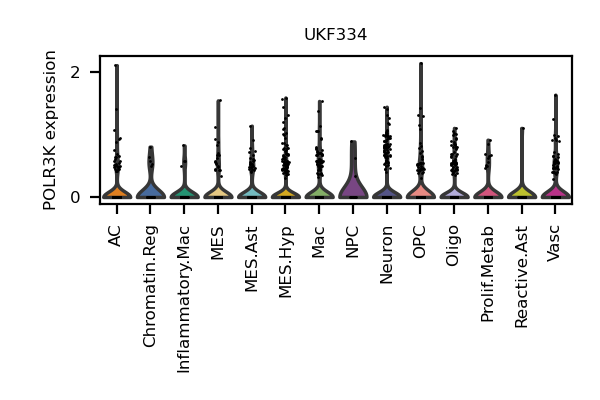 UKF334
POLR3K expression
2
0
AC
Chromatin.Reg
Inflammatory.Mac
MES
MES.Ast
MES.Hyp
Mac
NPC
Neuron
OPC
Oligo
Prolif.Metab
Reactive.Ast
Vasc